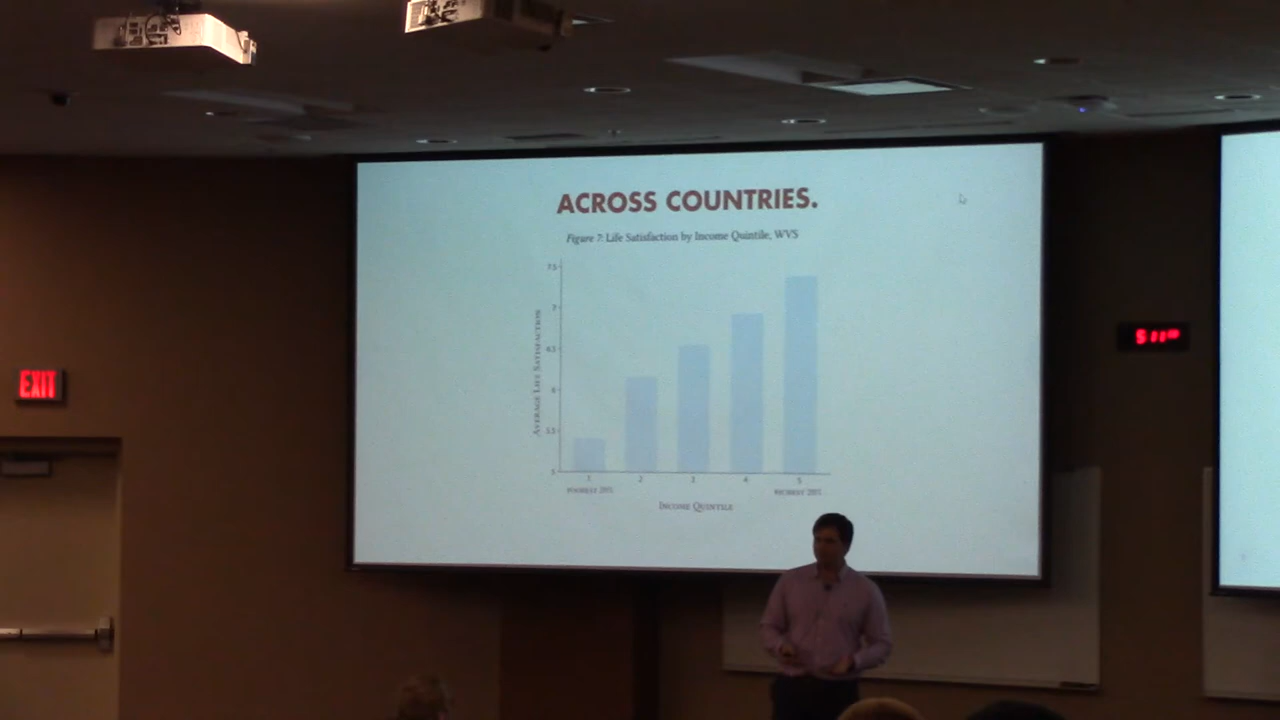 ACROSS COUNTRIES.
Figure 7: Life Satisfaction by Income Quintile, WVS
7.5
7
6.5
6
5.5
5
AVERAGE LIFE SATISFACTION
1
2
3
4
5
POOREST 20%
RICHEST 20%
INCOME QUINTILE
EXIT